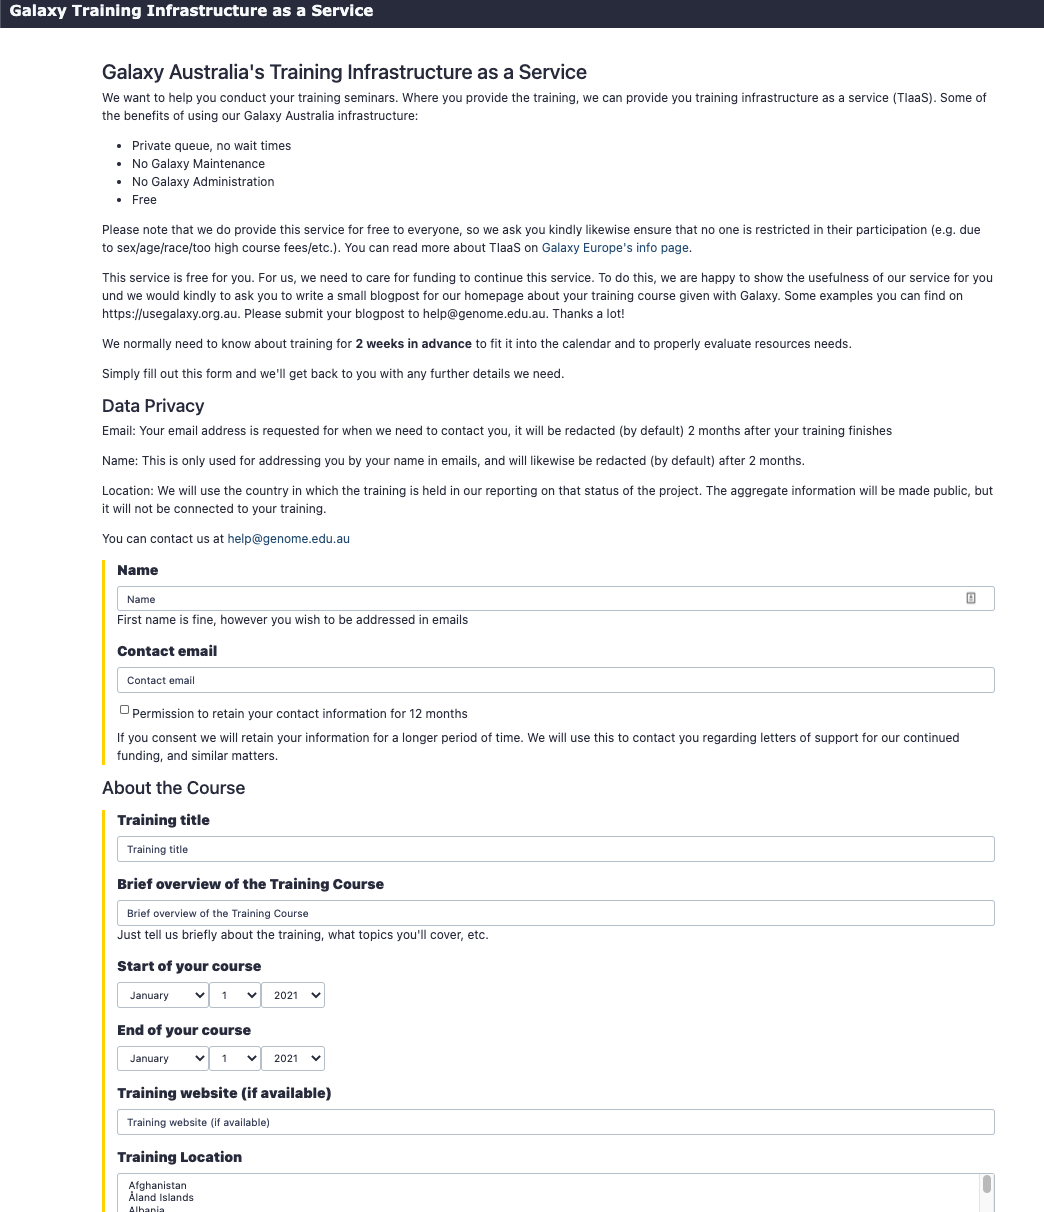 Galaxy Training Infrastructure as a Service
Galaxy Australia's Training Infrastructure as a Service
We want to help you conduct your training seminars. Where you provide the training, we can provide you training infrastructure as a service (TIaaS). Some of
the benefits of using our Galaxy Australia infrastructure:
• Private queue, no wait times
• No Galaxy Maintenance
• No Galaxy Administration
• Free
Please note that we do provide this service for free to everyone, so we ask you kindly likewise ensure that no one is restricted in their participation (e.g. due
to sex/age/race/too high course fees/etc.). You can read more about TIaaS on Galaxy Europe's info page.
This service is free for you. For us, we need to care for funding to continue this service. To do this, we are happy to show the usefulness of our service for you
und we would kindly to ask you to write a small blogpost for our homepage about your training course given with Galaxy. Some examples you can find on
https://usegalaxy.org.au. Please submit your blogpost to help@genome.edu.au. Thanks a lot!
We normally need to know about training for 2 weeks in advance to fit it into the calendar and to properly evaluate resources needs.
Simply fill out this form and we'll get back to you with any further details we need.
Data Privacy
Email: Your email address is requested for when we need to contact you, it will be redacted (by default) 2 months after your training finishes
Name: This is only used for addressing you by your name in emails, and will likewise be redacted (by default) after 2 months.
Location: We will use the country in which the training is held in our reporting on that status of the project. The aggregate information will be made public, but
it will not be connected to your training.
You can contact us at help@genome.edu.au
Name
Name
First name is fine, however you wish to be addressed in emails
Contact email
Contact email
Permission to retain your contact information for 12 months
If you consent we will retain your information for a longer period of time. We will use this to contact you regarding letters of support for our continued
funding, and similar matters.
About the Course
Training title
Training title
Brief overview of the Training Course
Brief overview of the Training Course
Just tell us briefly about the training, what topics you'll cover, etc.
Start of your course
January 1 2021
End of your course
January 1 2021
Training website (if available)
Training website (if available)
Training Location
Afghanistan
Åland Islands
Albania